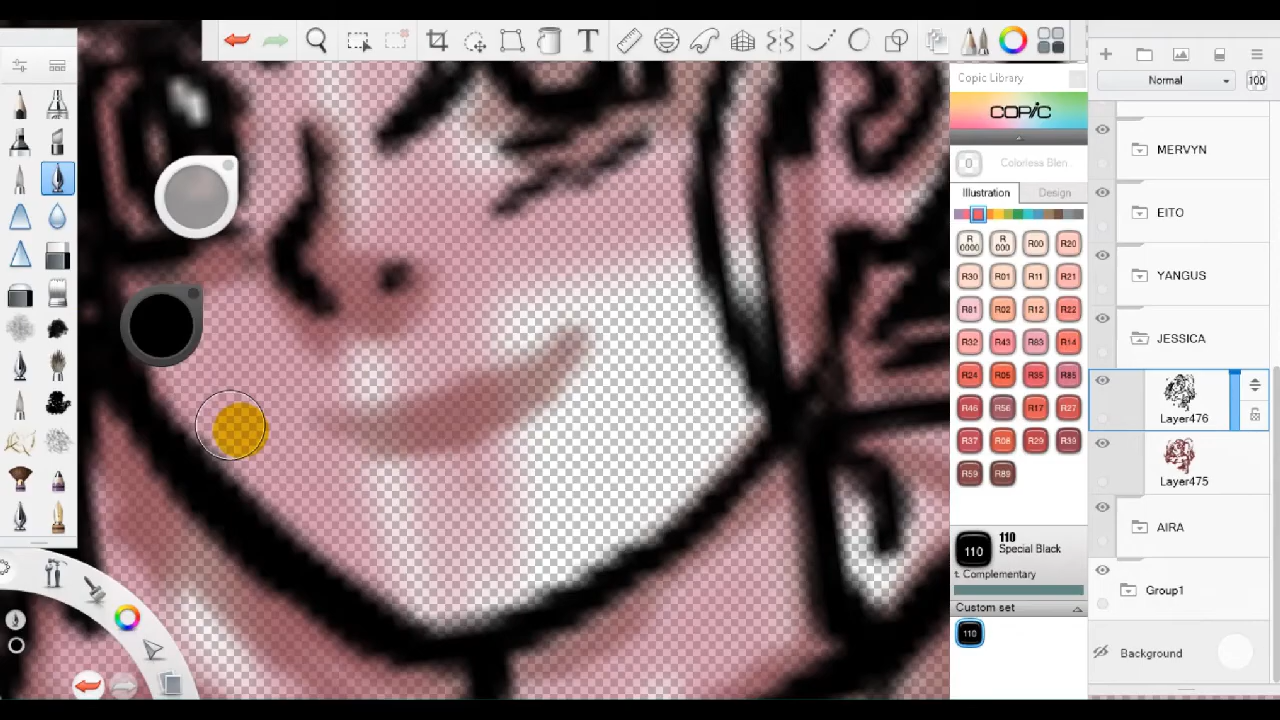 T
Copic Library
COPIC
0
Colorless Blen
Illustration
Design
R0000
R000
R00
R20
R30
R01
R11
R21
R81
R02
R12
R22
R32
R43
R83
R14
R24
R05
R35
R85
R46
R56
R17
R27
R37
R08
R29
R39
R59
R89
110
110
Special Black
t. Complementary
Custom set
110
Normal
100
MERVYN
EITO
YANGUS
JESSICA
Layer476
Layer475
AIRA
Group1
Background